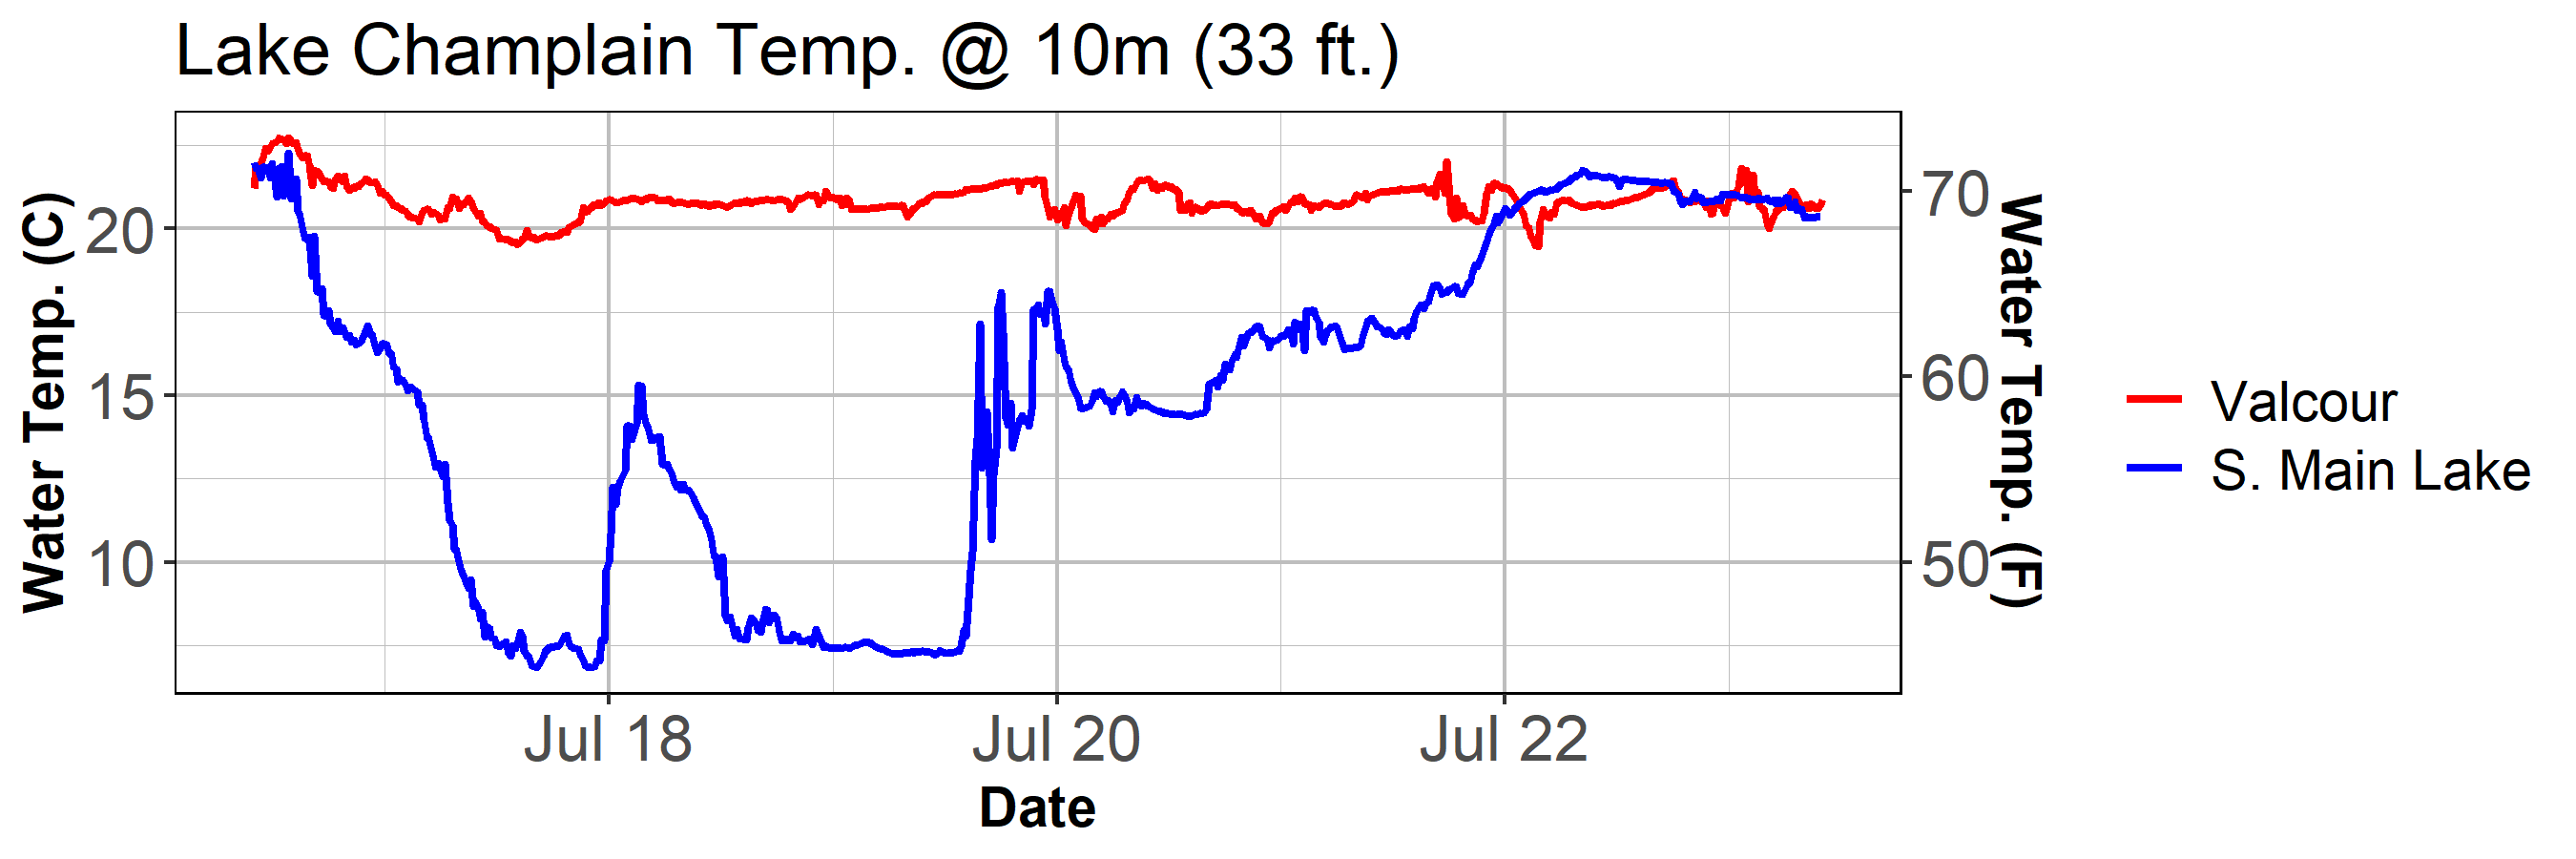 Lake Champlain Temp. @ 10m (33 ft.)
Water Temp. (C)
20
15
10
70
60
50
Water Temp. (F)
Jul 18
Jul 20
Jul 22
Date
Valcour
S. Main Lake